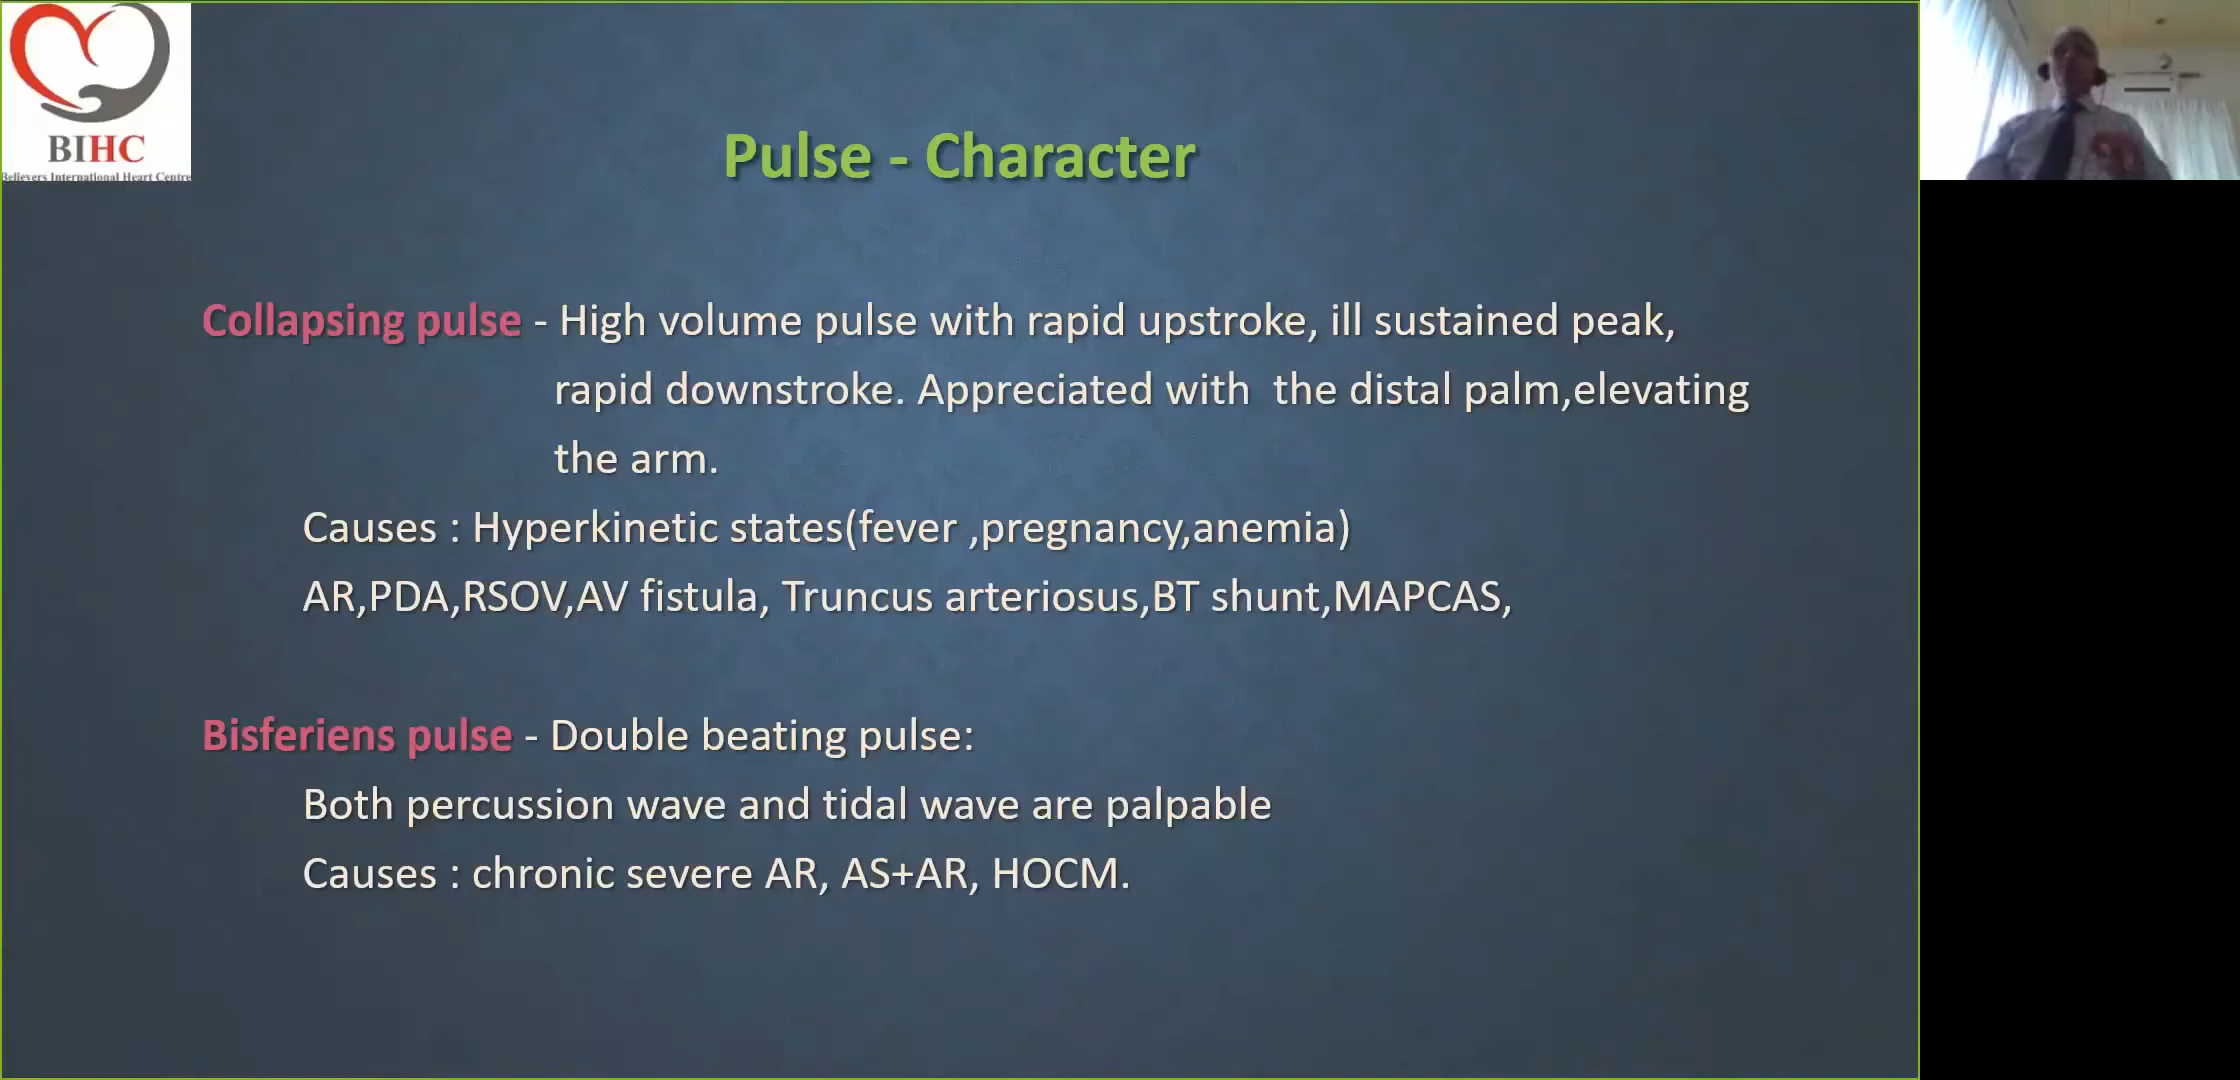 BIHC
Believers International Heart Centre
Pulse - Character
Collapsing pulse - High volume pulse with rapid upstroke, ill sustained peak,
rapid downstroke. Appreciated with  the distal palm,elevating
the arm.
Causes : Hyperkinetic states(fever ,pregnancy,anemia)
AR,PDA,RSOV,AV fistula, Truncus arteriosus,BT shunt,MAPCAS,
Bisferiens pulse - Double beating pulse:
Both percussion wave and tidal wave are palpable
Causes : chronic severe AR, AS+AR, HOCM.